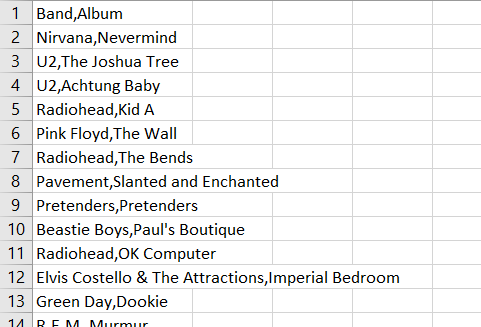 1 Band,Album
2 Nirvana,Nevermind
3 U2,The Joshua Tree
4 U2,Achtung Baby
5 Radiohead,Kid A
6 Pink Floyd,The Wall
7 Radiohead,The Bends
8 Pavement,Slanted and Enchanted
9 Pretenders,Pretenders
10 Beastie Boys,Paul's Boutique
11 Radiohead,OK Computer
12 Elvis Costello & The Attractions,Imperial Bedroom
13 Green Day,Dookie
14 R.E.M.,Murmur